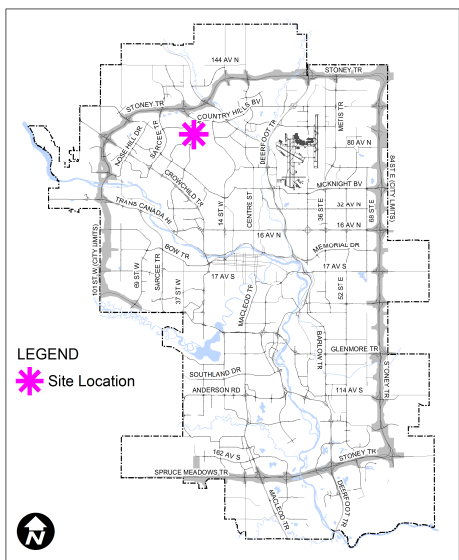 144 AV N
STONEY TR
STONEY TR
COUNTRY HILLS BV
METIS TR
SARCEE TR
DEERFOOT TR
80 AV N
84 ST E (CITY LIMITS)
CROWCHILD TR
MCKNIGHT BV
TRANS CANADA HI
14 ST W
CENTRE ST
36 ST E
32 AV N
68 ST E
16 AV N
16 AV N
MEMORIAL DR
BOW TR
101 ST W (CITY LIMITS)
69 ST W
SARCEE TR
37 ST W
17 AV S
17 AV S
52 ST E
MACLEOD TR
BARLOW TR
GLENMORE TR
LEGEND
Site Location
SOUTHLAND DR
ANDERSON RD
114 AV S
STONEY TR
162 AV S
STONEY TR
SPRUCE MEADOWS TR
MACLEOD TR
DEERFOOT TR
N